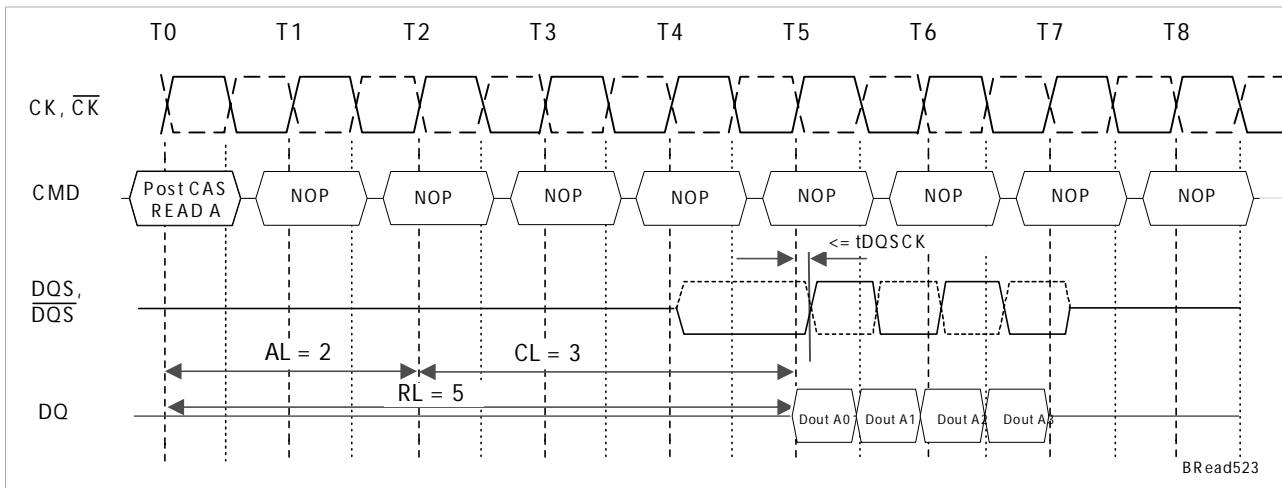 T0 T1 T2 T3 T4 T5 T6 T7 T8
CK, CK
CMD
Post CAS
READ A
NOP NOP NOP NOP NOP NOP NOP NOP
<= tDQSCK
DQS,
DQS
AL = 2
CL = 3
RL = 5
DQ
Dout A0 Dout A1 Dout A2 Dout A3
BRead523